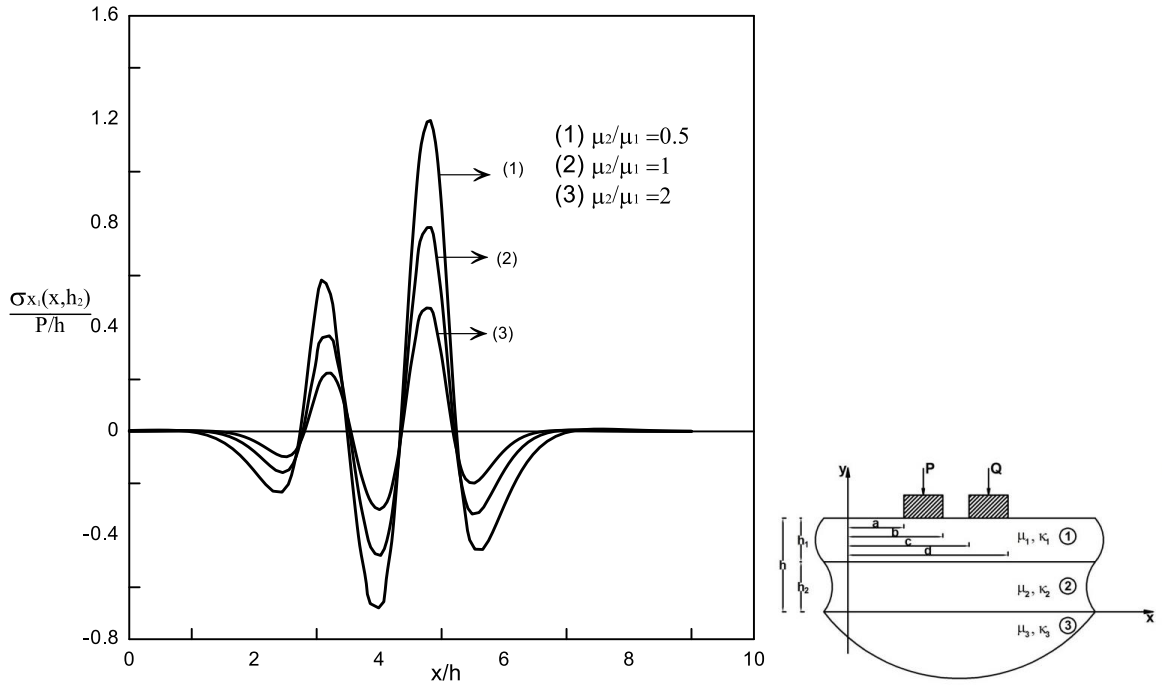 1.6
1.2
0.8
0.4
0
-0.4
-0.8
σx₁(x,h₂)
P/h
(1) μ₂/μ₁ =0.5
(2) μ₂/μ₁ =1
(3) μ₂/μ₁ =2
(1)
(2)
(3)
0 2 4 6 8 10
x/h
y
P
Q
a
b
c
d
h
h₁
h₂
μ₁, κ₁ ①
μ₂, κ₂ ②
μ₃, κ₃ ③
x